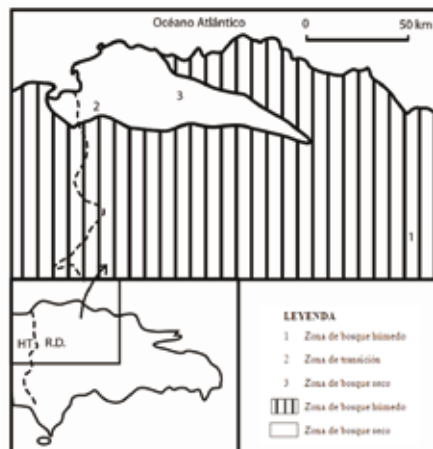 Océano Atlántico
0 50 km
3
2
1
HT R.D.
LEYENDA
1 Zona de bosque húmedo
2 Zona de transición
3 Zona de bosque seco
Zona de bosque húmedo
Zona de bosque seco